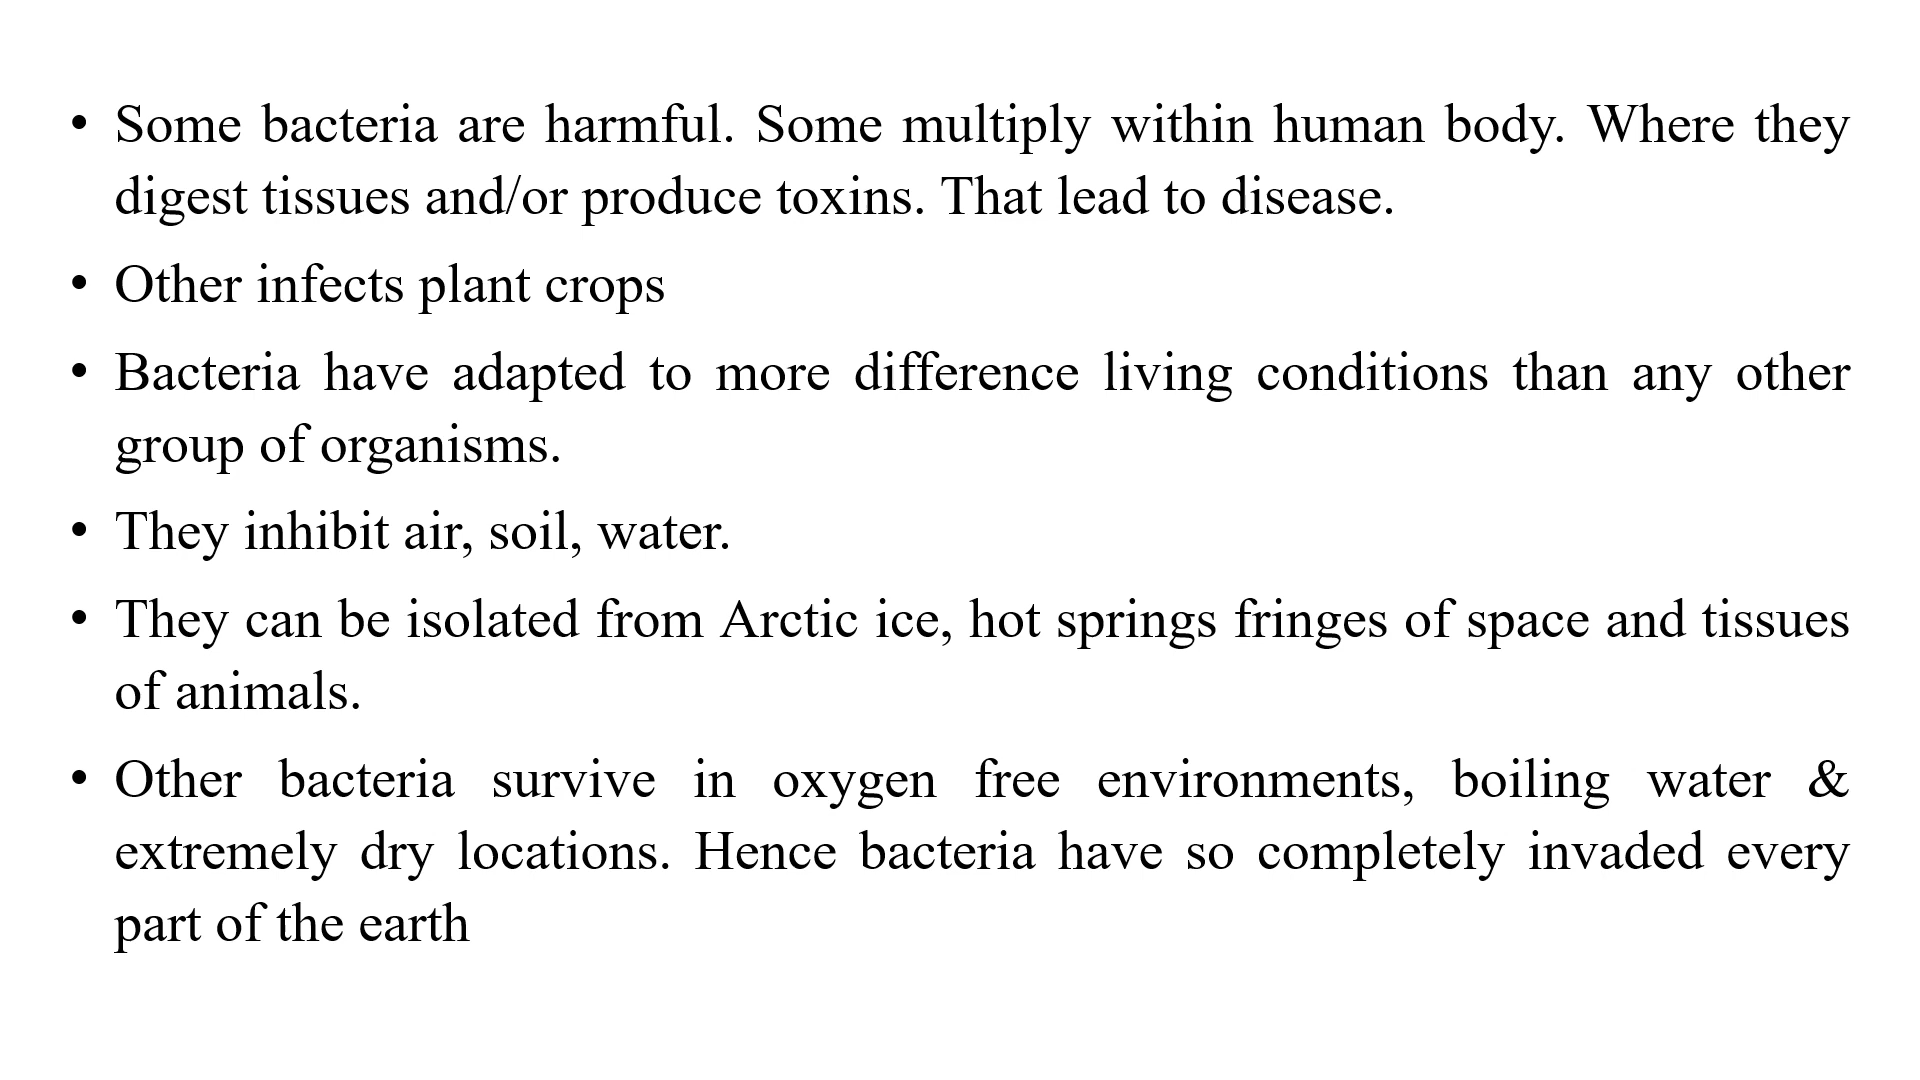 • Some bacteria are harmful. Some multiply within human body. Where they
digest tissues and/or produce toxins. That lead to disease.
• Other infects plant crops
• Bacteria have adapted to more difference living conditions than any other
group of organisms.
• They inhibit air, soil, water.
• They can be isolated from Arctic ice, hot springs fringes of space and tissues
of animals.
• Other bacteria survive in oxygen free environments, boiling water &
extremely dry locations. Hence bacteria have so completely invaded every
part of the earth